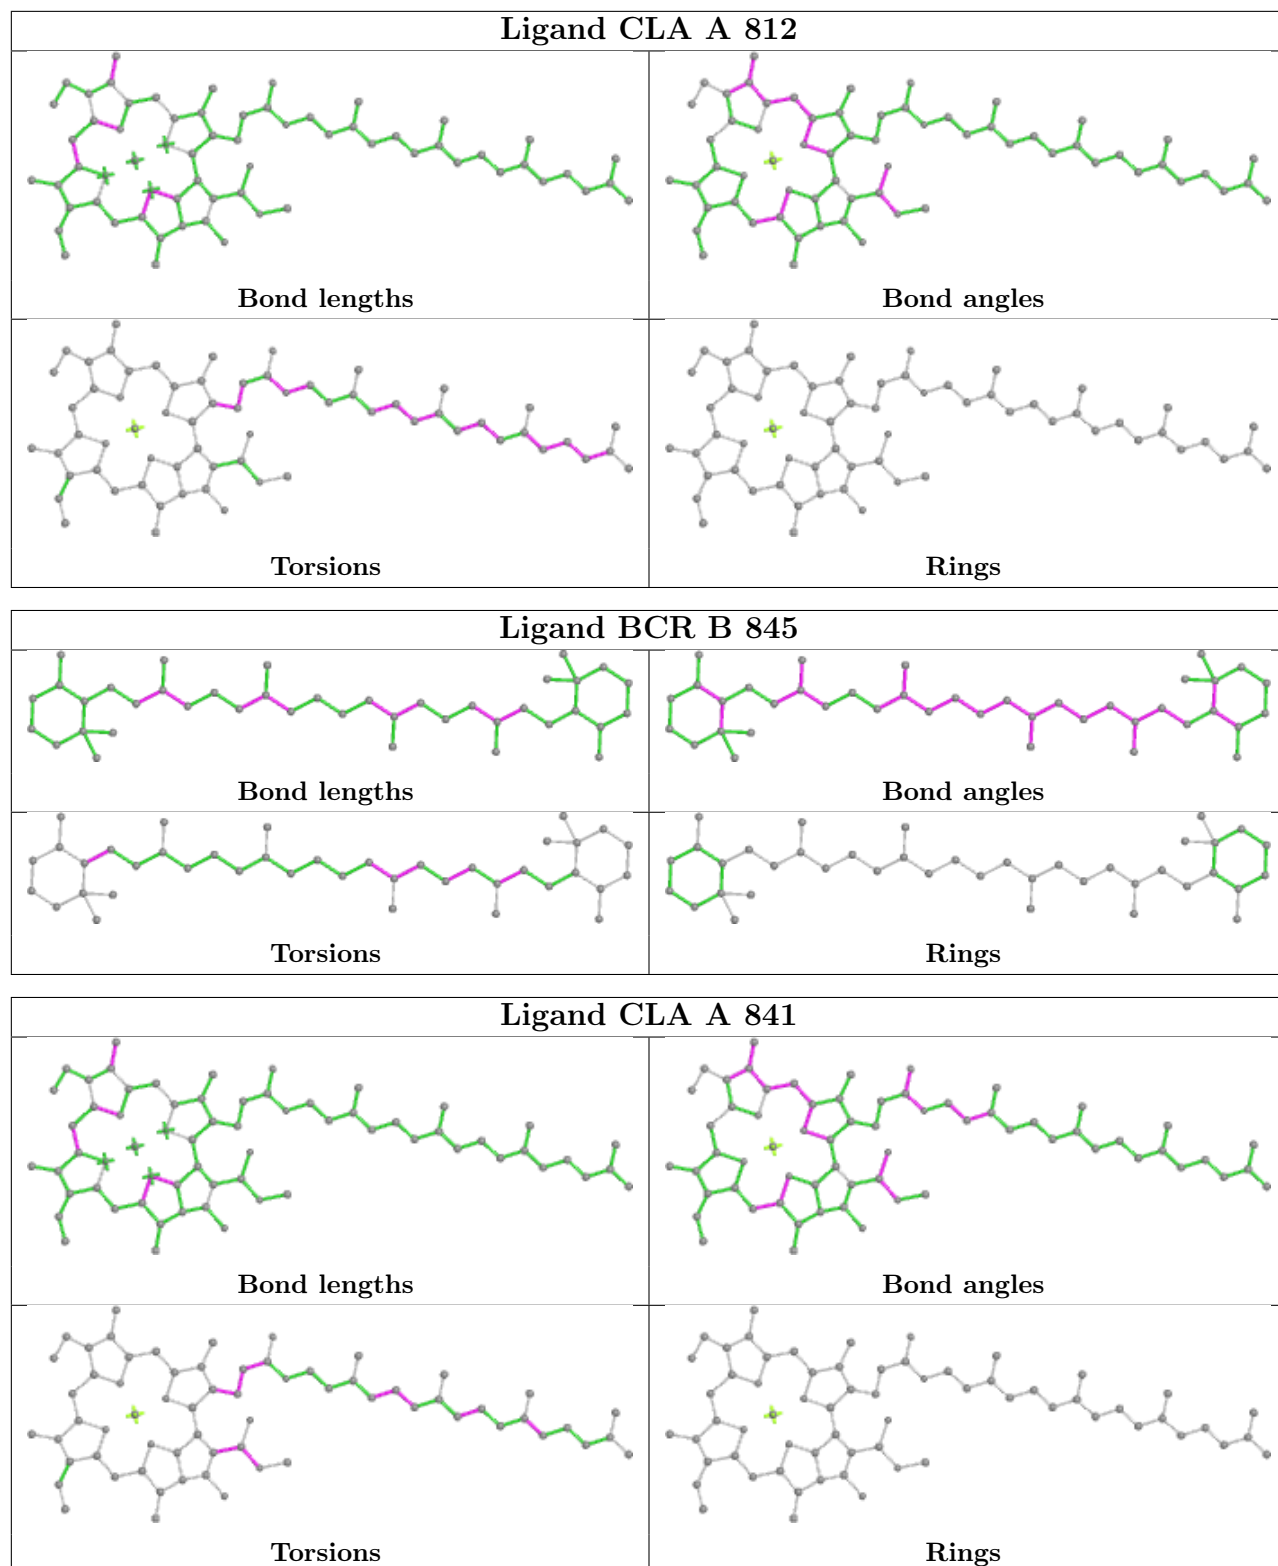 Ligand CLA A 812
Bond lengths
Bond angles
Torsions
Rings
Ligand BCR B 845
Bond lengths
Bond angles
Torsions
Rings
Ligand CLA A 841
Bond lengths
Bond angles
Torsions
Rings